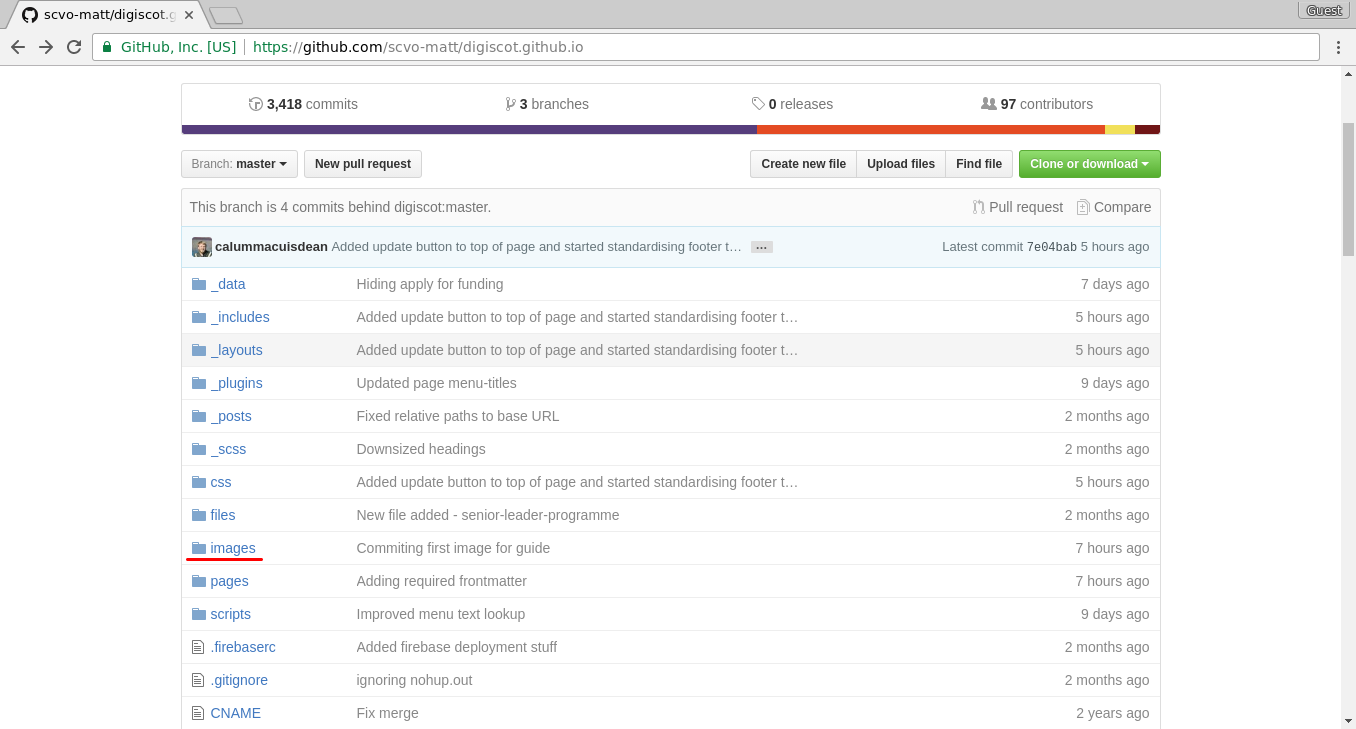 scvo-matt/digiscot.g
Guest
GitHub, Inc. [US] https://github.com/scvo-matt/digiscot.github.io
3,418 commits 3 branches 0 releases 97 contributors
Branch: master New pull request Create new file Upload files Find file Clone or download
This branch is 4 commits behind digiscot:master. Pull request Compare
calummacuisdean Added update button to top of page and started standardising footer t… … Latest commit 7e04bab 5 hours ago
_data Hiding apply for funding 7 days ago
_includes Added update button to top of page and started standardising footer t… 5 hours ago
_layouts Added update button to top of page and started standardising footer t… 5 hours ago
_plugins Updated page menu-titles 9 days ago
_posts Fixed relative paths to base URL 2 months ago
_scss Downsized headings 2 months ago
css Added update button to top of page and started standardising footer t… 5 hours ago
files New file added - senior-leader-programme 2 months ago
images Commiting first image for guide 7 hours ago
pages Adding required frontmatter 7 hours ago
scripts Improved menu text lookup 9 days ago
.firebaserc Added firebase deployment stuff 2 months ago
.gitignore ignoring nohup.out 2 months ago
CNAME Fix merge 2 years ago